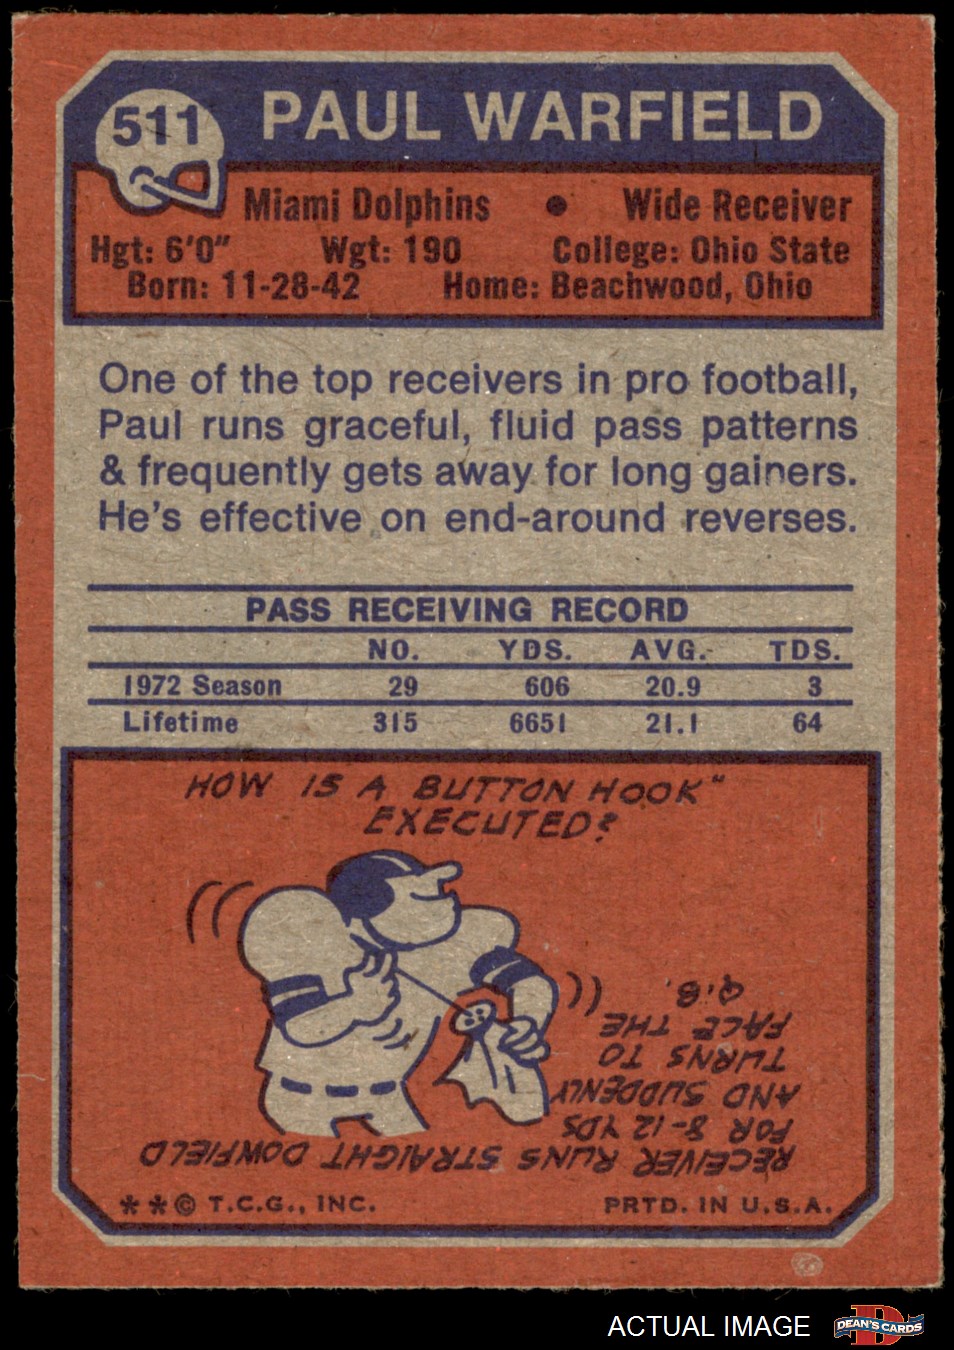 511
PAUL WARFIELD
Miami Dolphins • Wide Receiver
Hgt: 6'0" Wgt: 190 College: Ohio State
Born: 11-28-42 Home: Beachwood, Ohio
One of the top receivers in pro football,
Paul runs graceful, fluid pass patterns
& frequently gets away for long gainers.
He's effective on end-around reverses.
PASS RECEIVING RECORD
NO. YDS. AVG. TDS.
1972 Season 29 606 20.9 3
Lifetime 315 6651 21.1 64
HOW IS A BUTTON HOOK"
EXECUTED?
RECEIVER RUNS STRAIGHT DOWFIELD
FOR 8-12 YDS
AND SUDDENLY
TURNS TO
FACE THE
Q.B.
**© T.C.G., INC. PRTD. IN U.S.A.
ACTUAL IMAGE
DEAN'S CARDS